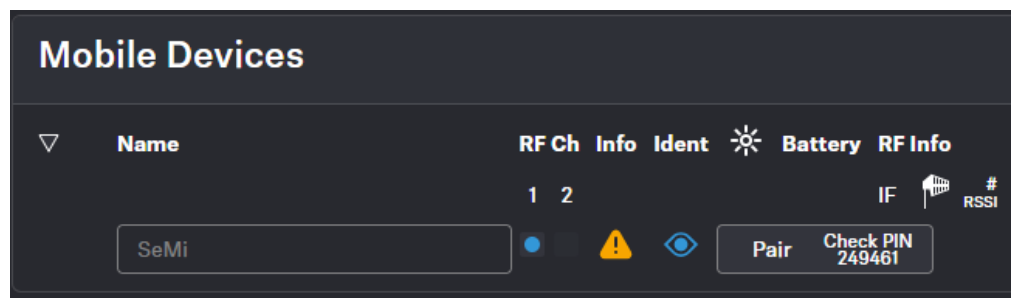 Mobile Devices
Name RF Ch Info Ident Battery RF Info
1 2 IF # RSSI
SeMi Pair Check PIN 249461